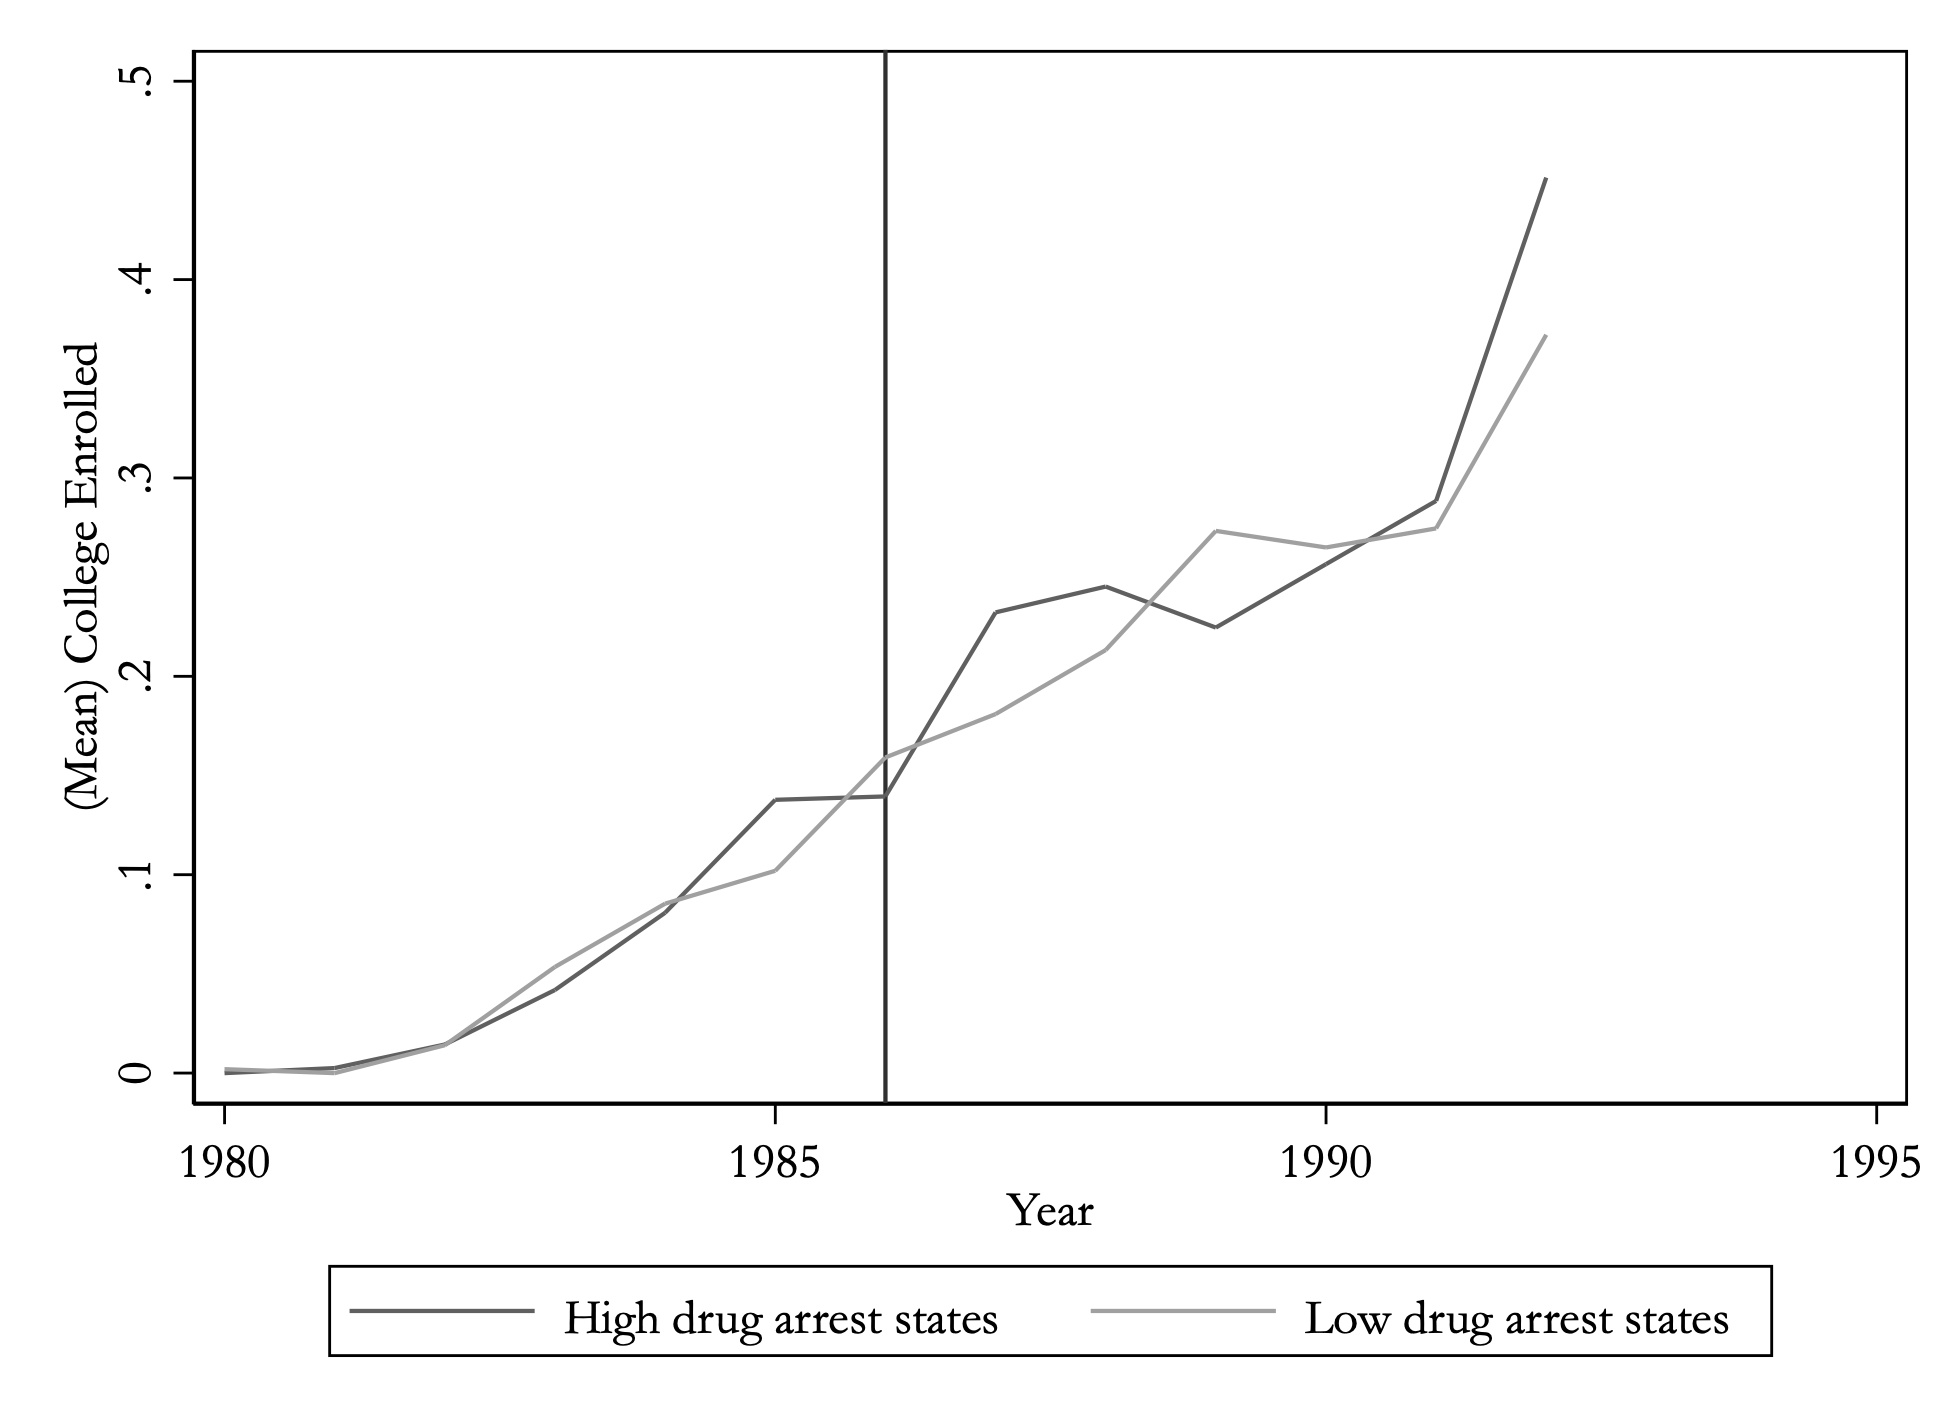 (Mean) College Enrolled
.5
.4
.3
.2
.1
0
1980 1985 1990 1995
Year
High drug arrest states Low drug arrest states